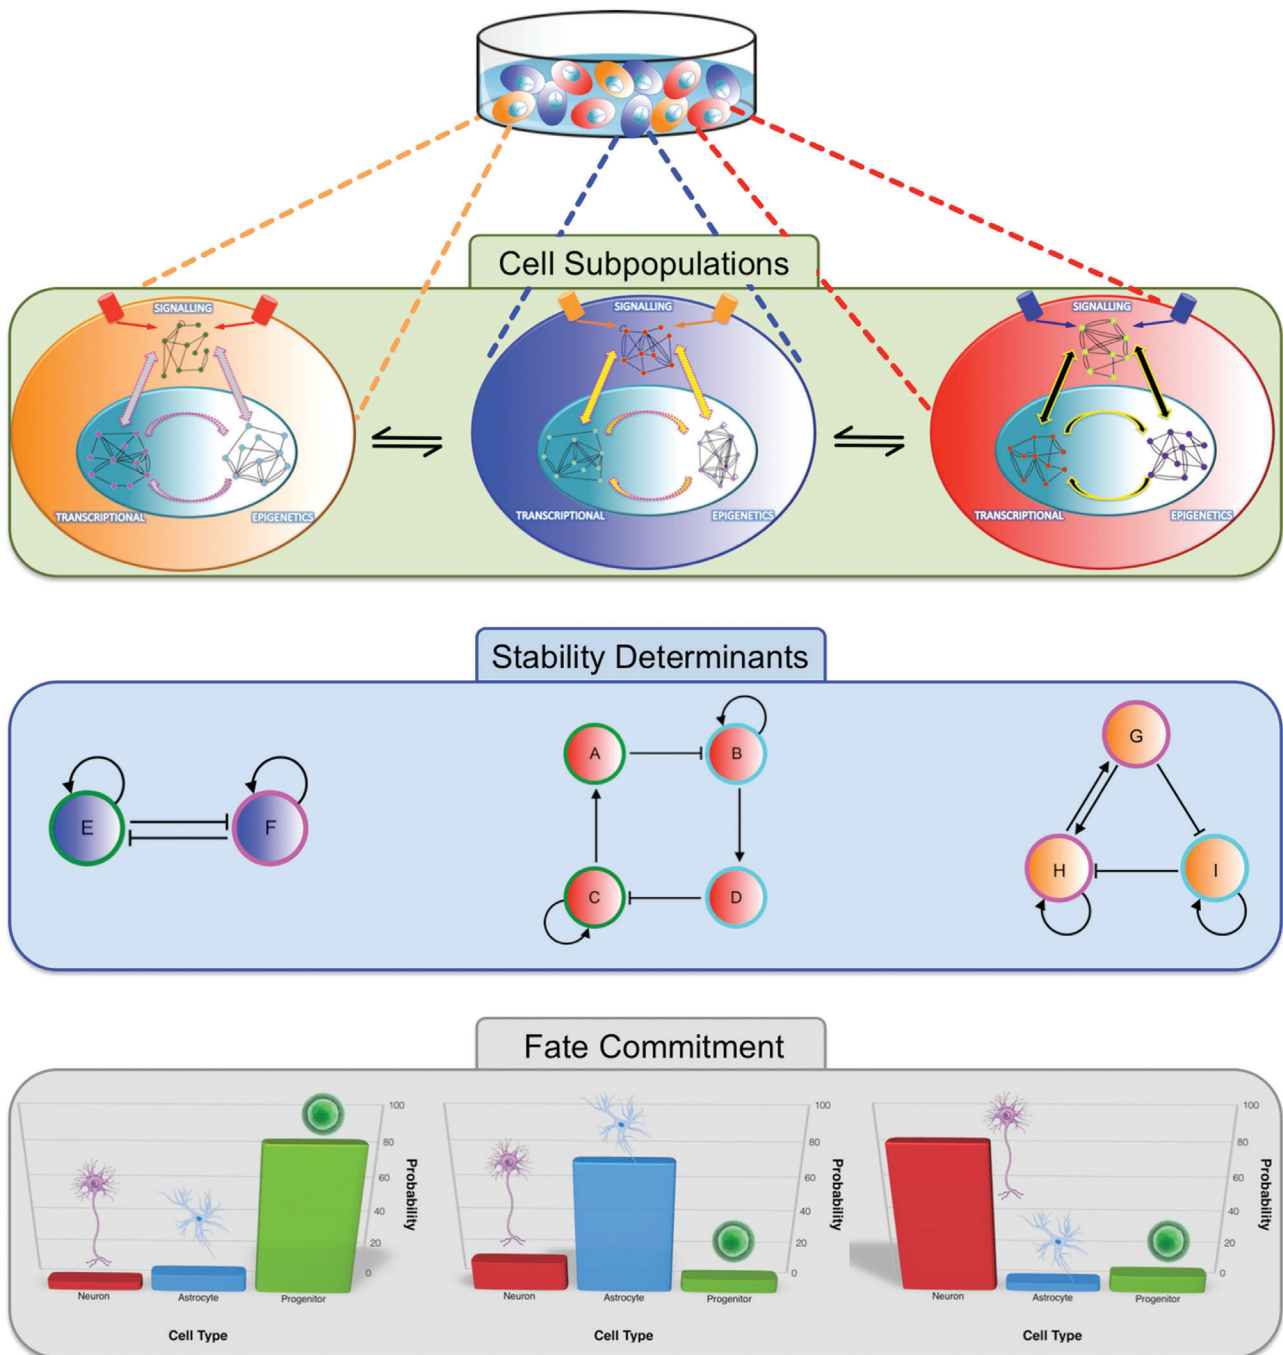 Cell Subpopulations
SIGNALLING
TRANSCRIPTIONAL
EPIGENETICS
SIGNALLING
TRANSCRIPTIONAL
EPIGENETICS
SIGNALLING
TRANSCRIPTIONAL
EPIGENETICS
Stability Determinants
E
F
A
B
C
D
G
H
I
Fate Commitment
100
80
60
40
20
0
Probability
Neuron
Astrocyte
Progenitor
Cell Type
100
80
60
40
20
0
Probability
Neuron
Astrocyte
Progenitor
Cell Type
100
80
60
40
20
0
Probability
Neuron
Astrocyte
Progenitor
Cell Type